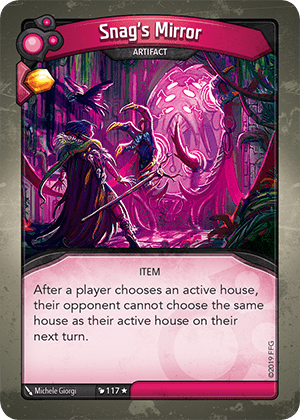 Snag's Mirror
ARTIFACT
ITEM
After a player chooses an active house,
their opponent cannot choose the same
house as their active house on their
next turn.
©2019 FFG
Michele Giorgi
117